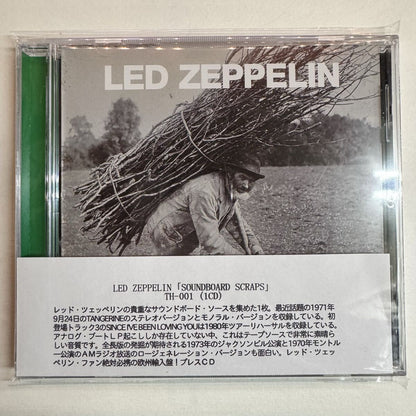 LED ZEPPELIN
LED ZEPPELIN「SOUNDBOARD SCRAPS」
TH-001 (1CD)
レッド・ツェッペリンの貴重なサウンドボード・ソースを集めた1枚。最近話題の1971年
9月24日のTANGERINEのステレオバージョンとモノラル・バージョンを収録している。初
登場トラック3のSINCE I'VE BEEN LOVING YOUは1980年ツアーリハーサルを収録している。
アナログ・ブートLP起こししか存在していない中、これはテープソースで非常に素晴ら
しい音質です。全長版の発掘が期待される1973年のジャクソンビル公演と1970年モントル
ー公演のAMラジオ放送のロージェネレーション・バージョンも面白い。レッド・ツェッ
ペリン・ファン絶対必携の欧州輸入盤！プレスCD